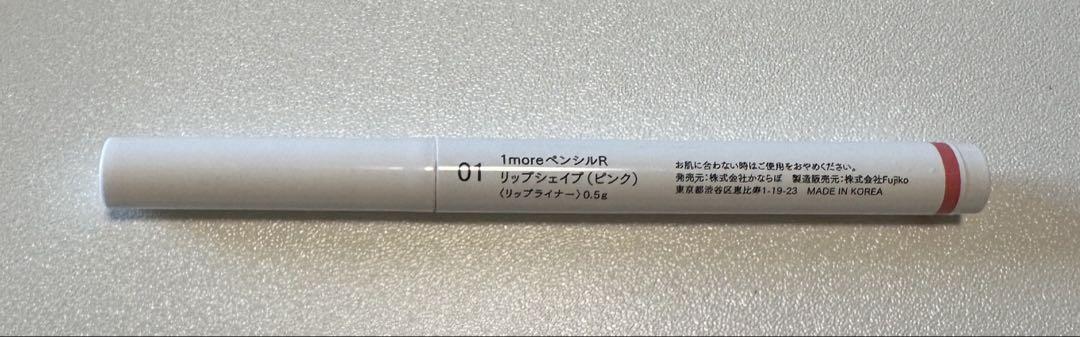 01
1moreペンシルR
リップシェイプ（ピンク）
〈リップライナー〉0.5g
お肌に合わない時はご使用をおやめください。
発売元：株式会社かならぼ　製造販売元：株式会社Fujiko
東京都渋谷区恵比寿1-19-23　MADE IN KOREA